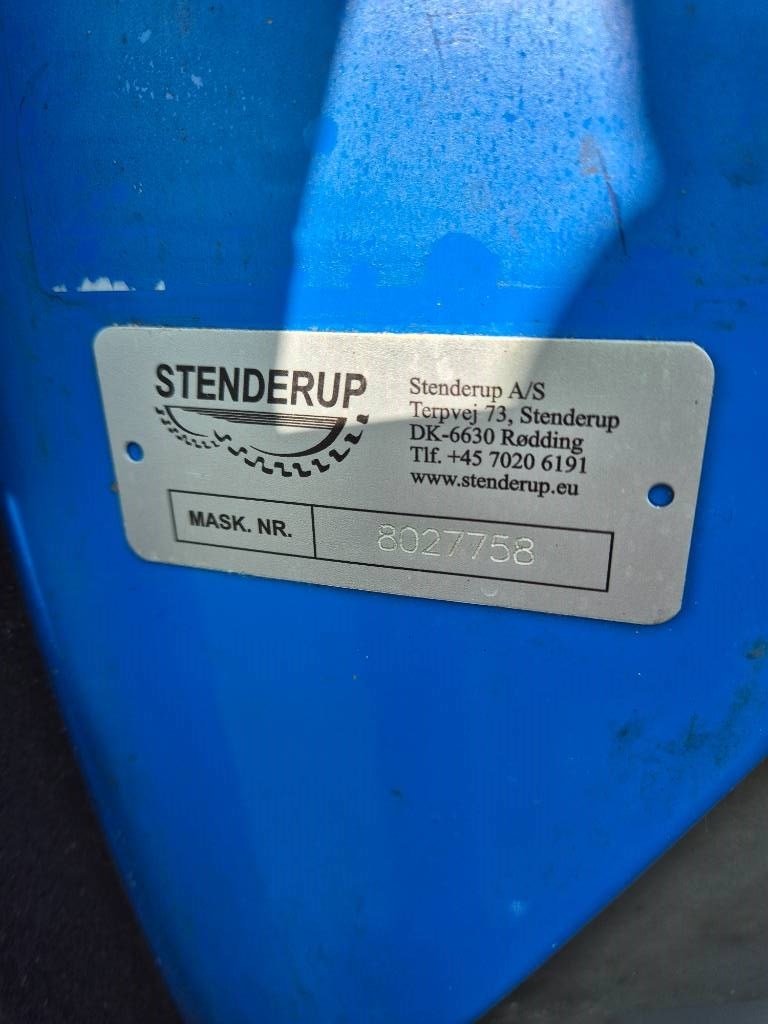 STENDERUP
Stenderup A/S
Terpvej 73, Stenderup
DK-6630 Rødding
Tlf. +45 7020 6191
www.stenderup.eu
MASK. NR. 8027758